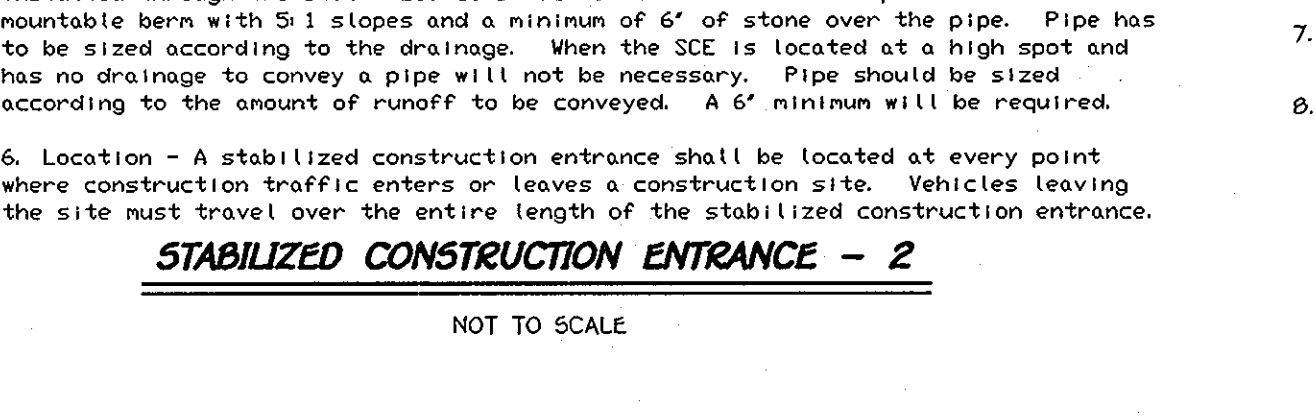 mountable berm with 5:1 slopes and a minimum of 6" of stone over the pipe. Pipe has
to be sized according to the drainage. When the SCE is located at a high spot and
has no drainage to convey a pipe will not be necessary. Pipe should be sized
according to the amount of runoff to be conveyed. A 6" minimum will be required.
6. Location - A stabilized construction entrance shall be located at every point
where construction traffic enters or leaves a construction site. Vehicles leaving
the site must travel over the entire length of the stabilized construction entrance.
STABILIZED CONSTRUCTION ENTRANCE - 2
NOT TO SCALE
7.
8.